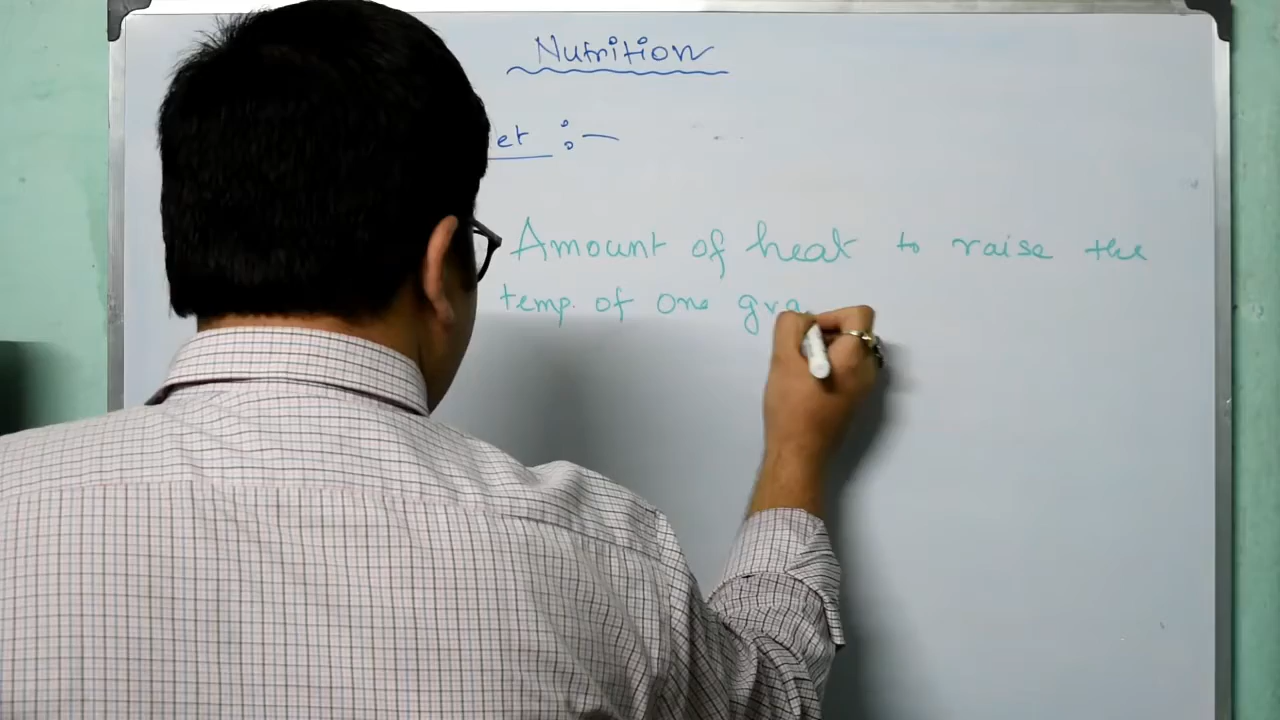 Nutrition
et :-
Amount of heat to raise the
temp. of one gra